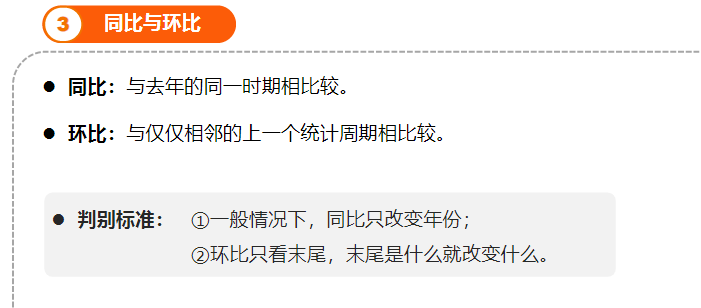 3 同比与环比
● 同比：与去年的同一时期相比较。
● 环比：与仅仅相邻的上一个统计周期相比较。
● 判别标准： ①一般情况下，同比只改变年份；
②环比只看末尾，末尾是什么就改变什么。